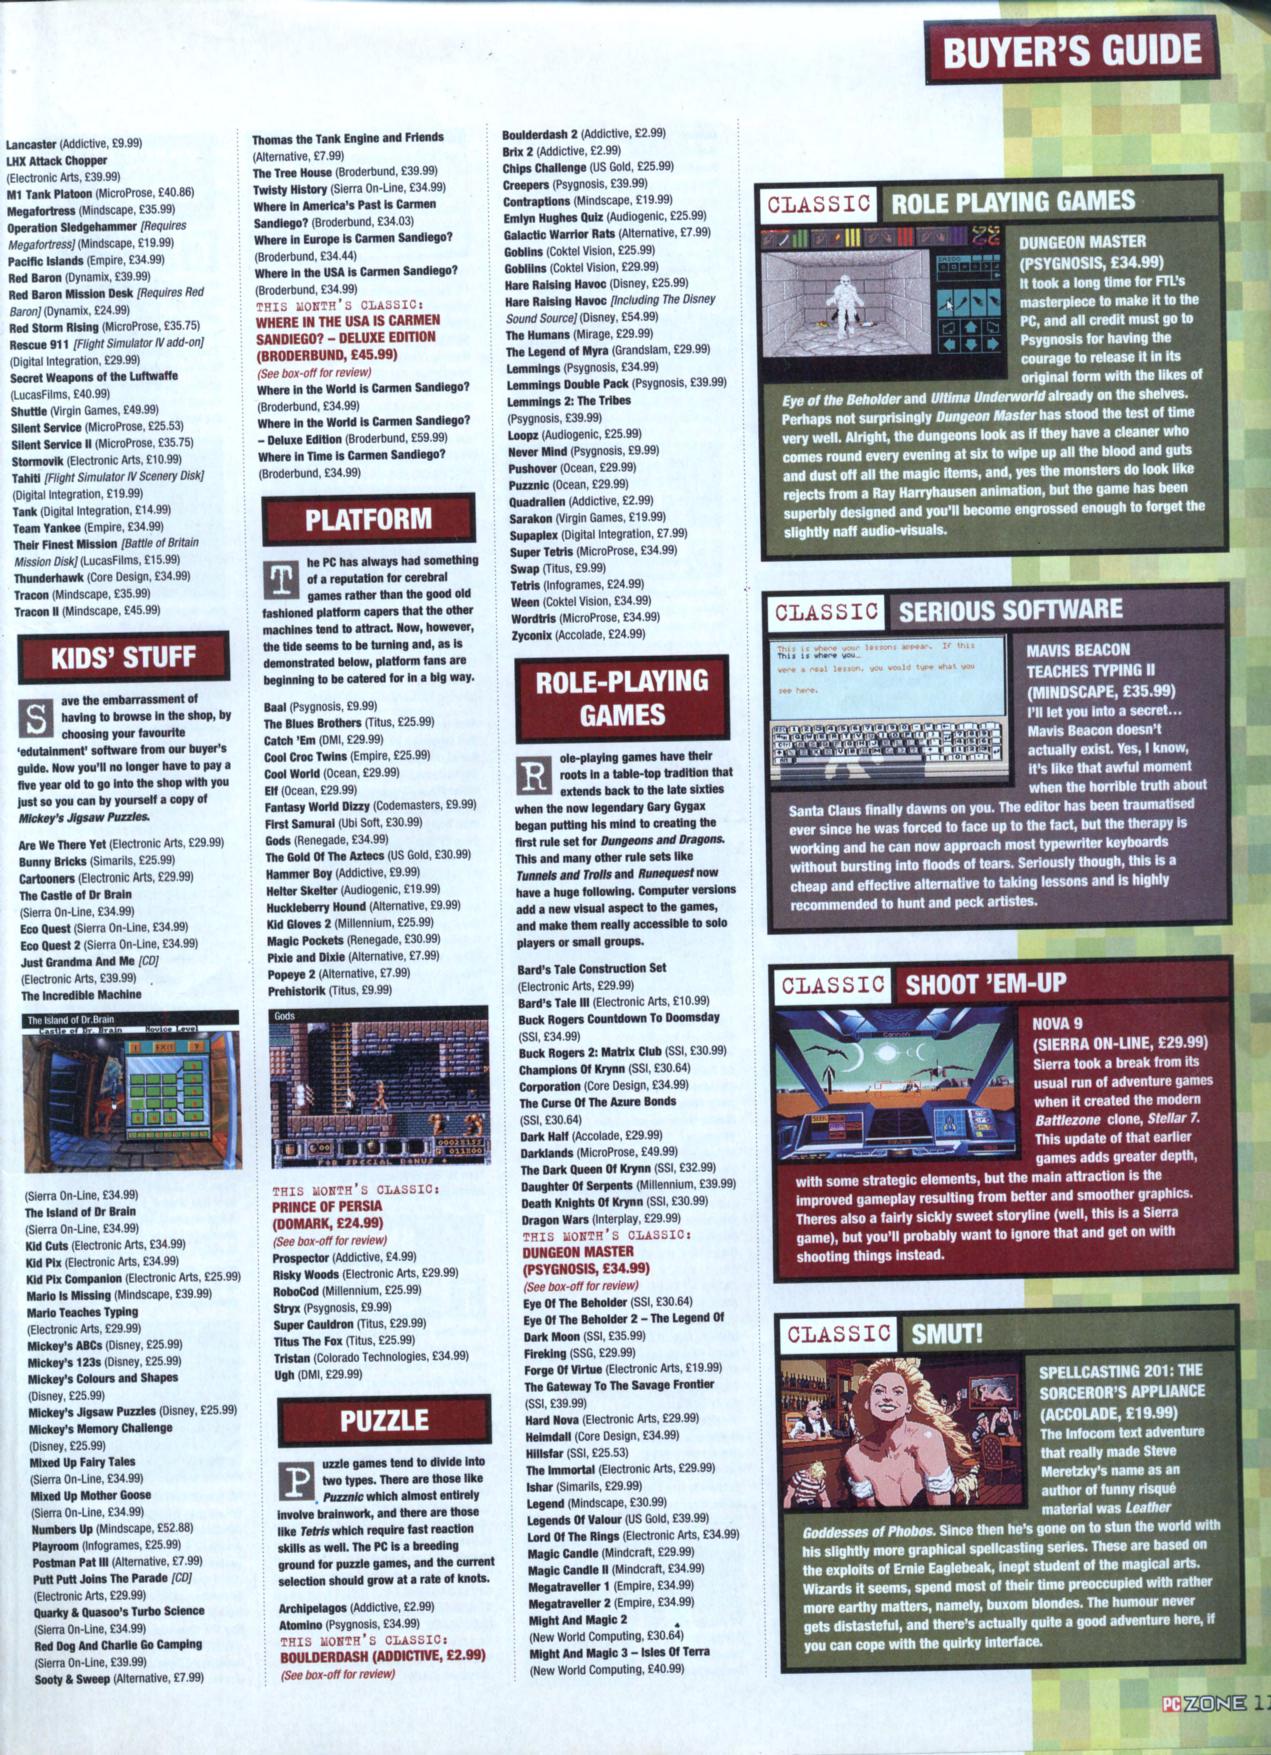 BUYER'S GUIDE
Lancaster (Addictive, £9.99)
LHX Attack Chopper
(Electronic Arts, £39.99)
M1 Tank Platoon (MicroProse, £40.86)
Megafortress (Mindscape, £35.99)
Operation Sledgehammer [Requires
Megafortress] (Mindscape, £19.99)
Pacific Islands (Empire, £34.99)
Red Baron (Dynamix, £39.99)
Red Baron Mission Desk [Requires Red
Baron] (Dynamix, £24.99)
Red Storm Rising (MicroProse, £35.75)
Rescue 911 [Flight Simulator IV add-on]
(Digital Integration, £29.99)
Secret Weapons of the Luftwaffe
(LucasFilms, £40.99)
Shuttle (Virgin Games, £49.99)
Silent Service (MicroProse, £25.53)
Silent Service II (MicroProse, £35.75)
Stormovik (Electronic Arts, £10.99)
Tahiti [Flight Simulator IV Scenery Disk]
(Digital Integration, £19.99)
Tank (Digital Integration, £14.99)
Team Yankee (Empire, £34.99)
Their Finest Mission [Battle of Britain
Mission Disk] (LucasFilms, £15.99)
Thunderhawk (Core Design, £34.99)
Tracon (Mindscape, £35.99)
Tracon II (Mindscape, £45.99)
KIDS' STUFF
Save the embarrassment of
having to browse in the shop, by
choosing your favourite
'edutainment' software from our buyer's
guide. Now you'll no longer have to pay a
five year old to go into the shop with you
just so you can by yourself a copy of
Mickey's Jigsaw Puzzles.
Are We There Yet (Electronic Arts, £29.99)
Bunny Bricks (Simarils, £25.99)
Cartooners (Electronic Arts, £29.99)
The Castle of Dr Brain
(Sierra On-Line, £34.99)
Eco Quest (Sierra On-Line, £34.99)
Eco Quest 2 (Sierra On-Line, £34.99)
Just Grandma And Me [CD]
(Electronic Arts, £39.99)
The Incredible Machine
The Island of Dr.Brain
Castle of Dr. Brain Novice Level
EXIT
(Sierra On-Line, £34.99)
The Island of Dr Brain
(Sierra On-Line, £34.99)
Kid Cuts (Electronic Arts, £34.99)
Kid Pix (Electronic Arts, £34.99)
Kid Pix Companion (Electronic Arts, £25.99)
Mario Is Missing (Mindscape, £39.99)
Mario Teaches Typing
(Electronic Arts, £29.99)
Mickey's ABCs (Disney, £25.99)
Mickey's 123s (Disney, £25.99)
Mickey's Colours and Shapes
(Disney, £25.99)
Mickey's Jigsaw Puzzles (Disney, £25.99)
Mickey's Memory Challenge
(Disney, £25.99)
Mixed Up Fairy Tales
(Sierra On-Line, £34.99)
Mixed Up Mother Goose
(Sierra On-Line, £34.99)
Numbers Up (Mindscape, £52.88)
Playroom (Infogrames, £25.99)
Postman Pat III (Alternative, £7.99)
Putt Putt Joins The Parade [CD]
(Electronic Arts, £29.99)
Quarky & Quasoo's Turbo Science
(Sierra On-Line, £34.99)
Red Dog And Charlie Go Camping
(Sierra On-Line, £39.99)
Sooty & Sweep (Alternative, £7.99)
Thomas the Tank Engine and Friends
(Alternative, £7.99)
The Tree House (Broderbund, £39.99)
Twisty History (Sierra On-Line, £34.99)
Where in America's Past is Carmen
Sandiego? (Broderbund, £34.03)
Where in Europe is Carmen Sandiego?
(Broderbund, £34.44)
Where in the USA is Carmen Sandiego?
(Broderbund, £34.99)
THIS MONTH'S CLASSIC:
WHERE IN THE USA IS CARMEN
SANDIEGO? – DELUXE EDITION
(BRODERBUND, £45.99)
(See box-off for review)
Where in the World is Carmen Sandiego?
(Broderbund, £34.99)
Where in the World is Carmen Sandiego?
– Deluxe Edition (Broderbund, £59.99)
Where in Time is Carmen Sandiego?
(Broderbund, £34.99)
PLATFORM
The PC has always had something
of a reputation for cerebral
games rather than the good old
fashioned platform capers that the other
machines tend to attract. Now, however,
the tide seems to be turning and, as is
demonstrated below, platform fans are
beginning to be catered for in a big way.
Baal (Psygnosis, £9.99)
The Blues Brothers (Titus, £25.99)
Catch 'Em (DMI, £29.99)
Cool Croc Twins (Empire, £25.99)
Cool World (Ocean, £29.99)
Elf (Ocean, £29.99)
Fantasy World Dizzy (Codemasters, £9.99)
First Samurai (Ubi Soft, £30.99)
Gods (Renegade, £34.99)
The Gold Of The Aztecs (US Gold, £30.99)
Hammer Boy (Addictive, £9.99)
Helter Skelter (Audiogenic, £19.99)
Huckleberry Hound (Alternative, £9.99)
Kid Gloves 2 (Millennium, £25.99)
Magic Pockets (Renegade, £30.99)
Pixie and Dixie (Alternative, £7.99)
Popeye 2 (Alternative, £7.99)
Prehistorik (Titus, £9.99)
Gods
FOR SPECIAL BONUS
THIS MONTH'S CLASSIC:
PRINCE OF PERSIA
(DOMARK, £24.99)
(See box-off for review)
Prospector (Addictive, £4.99)
Risky Woods (Electronic Arts, £29.99)
RoboCod (Millennium, £25.99)
Stryx (Psygnosis, £9.99)
Super Cauldron (Titus, £29.99)
Titus The Fox (Titus, £25.99)
Tristan (Colorado Technologies, £34.99)
Ugh (DMI, £29.99)
PUZZLE
Puzzle games tend to divide into
two types. There are those like
Puzznic which almost entirely
involve brainwork, and there are those
like Tetris which require fast reaction
skills as well. The PC is a breeding
ground for puzzle games, and the current
selection should grow at a rate of knots.
Archipelagos (Addictive, £2.99)
Atomino (Psygnosis, £34.99)
THIS MONTH'S CLASSIC:
BOULDERDASH (ADDICTIVE, £2.99)
(See box-off for review)
Boulderdash 2 (Addictive, £2.99)
Brix 2 (Addictive, £2.99)
Chips Challenge (US Gold, £25.99)
Creepers (Psygnosis, £39.99)
Contraptions (Mindscape, £19.99)
Emlyn Hughes Quiz (Audiogenic, £25.99)
Galactic Warrior Rats (Alternative, £7.99)
Goblins (Coktel Vision, £25.99)
Gobliins (Coktel Vision, £29.99)
Hare Raising Havoc (Disney, £25.99)
Hare Raising Havoc [Including The Disney
Sound Source] (Disney, £54.99)
The Humans (Mirage, £29.99)
The Legend of Myra (Grandslam, £29.99)
Lemmings (Psygnosis, £34.99)
Lemmings Double Pack (Psygnosis, £39.99)
Lemmings 2: The Tribes
(Psygnosis, £39.99)
Loopz (Audiogenic, £25.99)
Never Mind (Psygnosis, £9.99)
Pushover (Ocean, £29.99)
Puzznic (Ocean, £29.99)
Quadralien (Addictive, £2.99)
Sarakon (Virgin Games, £19.99)
Supaplex (Digital Integration, £7.99)
Super Tetris (MicroProse, £34.99)
Swap (Titus, £9.99)
Tetris (Infogrames, £24.99)
Ween (Coktel Vision, £34.99)
Wordtris (MicroProse, £34.99)
Zyconix (Accolade, £24.99)
ROLE-PLAYING
GAMES
Role-playing games have their
roots in a table-top tradition that
extends back to the late sixties
when the now legendary Gary Gygax
began putting his mind to creating the
first rule set for Dungeons and Dragons.
This and many other rule sets like
Tunnels and Trolls and Runequest now
have a huge following. Computer versions
add a new visual aspect to the games,
and make them really accessible to solo
players or small groups.
Bard's Tale Construction Set
(Electronic Arts, £29.99)
Bard's Tale III (Electronic Arts, £10.99)
Buck Rogers Countdown To Doomsday
(SSI, £34.99)
Buck Rogers 2: Matrix Club (SSI, £30.99)
Champions Of Krynn (SSI, £30.64)
Corporation (Core Design, £34.99)
The Curse Of The Azure Bonds
(SSI, £30.64)
Dark Half (Accolade, £29.99)
Darklands (MicroProse, £49.99)
The Dark Queen Of Krynn (SSI, £32.99)
Daughter Of Serpents (Millennium, £39.99)
Death Knights Of Krynn (SSI, £30.99)
Dragon Wars (Interplay, £29.99)
THIS MONTH'S CLASSIC:
DUNGEON MASTER
(PSYGNOSIS, £34.99)
(See box-off for review)
Eye Of The Beholder (SSI, £30.64)
Eye Of The Beholder 2 – The Legend Of
Dark Moon (SSI, £35.99)
Fireking (SSG, £29.99)
Forge Of Virtue (Electronic Arts, £19.99)
The Gateway To The Savage Frontier
(SSI, £39.99)
Hard Nova (Electronic Arts, £29.99)
Heimdall (Core Design, £34.99)
Hillsfar (SSI, £25.53)
The Immortal (Electronic Arts, £29.99)
Ishar (Simarils, £29.99)
Legend (Mindscape, £30.99)
Legends Of Valour (US Gold, £39.99)
Lord Of The Rings (Electronic Arts, £34.99)
Magic Candle (Mindcraft, £29.99)
Magic Candle II (Mindcraft, £34.99)
Megatraveller 1 (Empire, £34.99)
Megatraveller 2 (Empire, £34.99)
Might And Magic 2
(New World Computing, £30.64)
Might And Magic 3 – Isles Of Terra
(New World Computing, £40.99)
CLASSIC ROLE PLAYING GAMES
DUNGEON MASTER
(PSYGNOSIS, £34.99)
It took a long time for FTL's
masterpiece to make it to the
PC, and all credit must go to
Psygnosis for having the
courage to release it in its
original form with the likes of
Eye of the Beholder and Ultima Underworld already on the shelves.
Perhaps not surprisingly Dungeon Master has stood the test of time
very well. Alright, the dungeons look as if they have a cleaner who
comes round every evening at six to wipe up all the blood and guts
and dust off all the magic items, and, yes the monsters do look like
rejects from a Ray Harryhausen animation, but the game has been
superbly designed and you'll become engrossed enough to forget the
slightly naff audio-visuals.
CLASSIC SERIOUS SOFTWARE
This is where your lessons appear. If this
This is where you_
were a real lesson, you would type what you
see here.
MAVIS BEACON
TEACHES TYPING II
(MINDSCAPE, £35.99)
I'll let you into a secret...
Mavis Beacon doesn't
actually exist. Yes, I know,
it's like that awful moment
when the horrible truth about
Santa Claus finally dawns on you. The editor has been traumatised
ever since he was forced to face up to the fact, but the therapy is
working and he can now approach most typewriter keyboards
without bursting into floods of tears. Seriously though, this is a
cheap and effective alternative to taking lessons and is highly
recommended to hunt and peck artistes.
CLASSIC SHOOT 'EM-UP
Cannon
NOVA 9
(SIERRA ON-LINE, £29.99)
Sierra took a break from its
usual run of adventure games
when it created the modern
Battlezone clone, Stellar 7.
This update of that earlier
games adds greater depth,
with some strategic elements, but the main attraction is the
improved gameplay resulting from better and smoother graphics.
Theres also a fairly sickly sweet storyline (well, this is a Sierra
game), but you'll probably want to ignore that and get on with
shooting things instead.
CLASSIC SMUT!
SPELLCASTING 201: THE
SORCEROR'S APPLIANCE
(ACCOLADE, £19.99)
The Infocom text adventure
that really made Steve
Meretzky's name as an
author of funny risqué
material was Leather
Goddesses of Phobos. Since then he's gone on to stun the world with
his slightly more graphical spellcasting series. These are based on
the exploits of Ernie Eaglebeak, inept student of the magical arts.
Wizards it seems, spend most of their time preoccupied with rather
more earthy matters, namely, buxom blondes. The humour never
gets distasteful, and there's actually quite a good adventure here, if
you can cope with the quirky interface.
PC ZONE 11